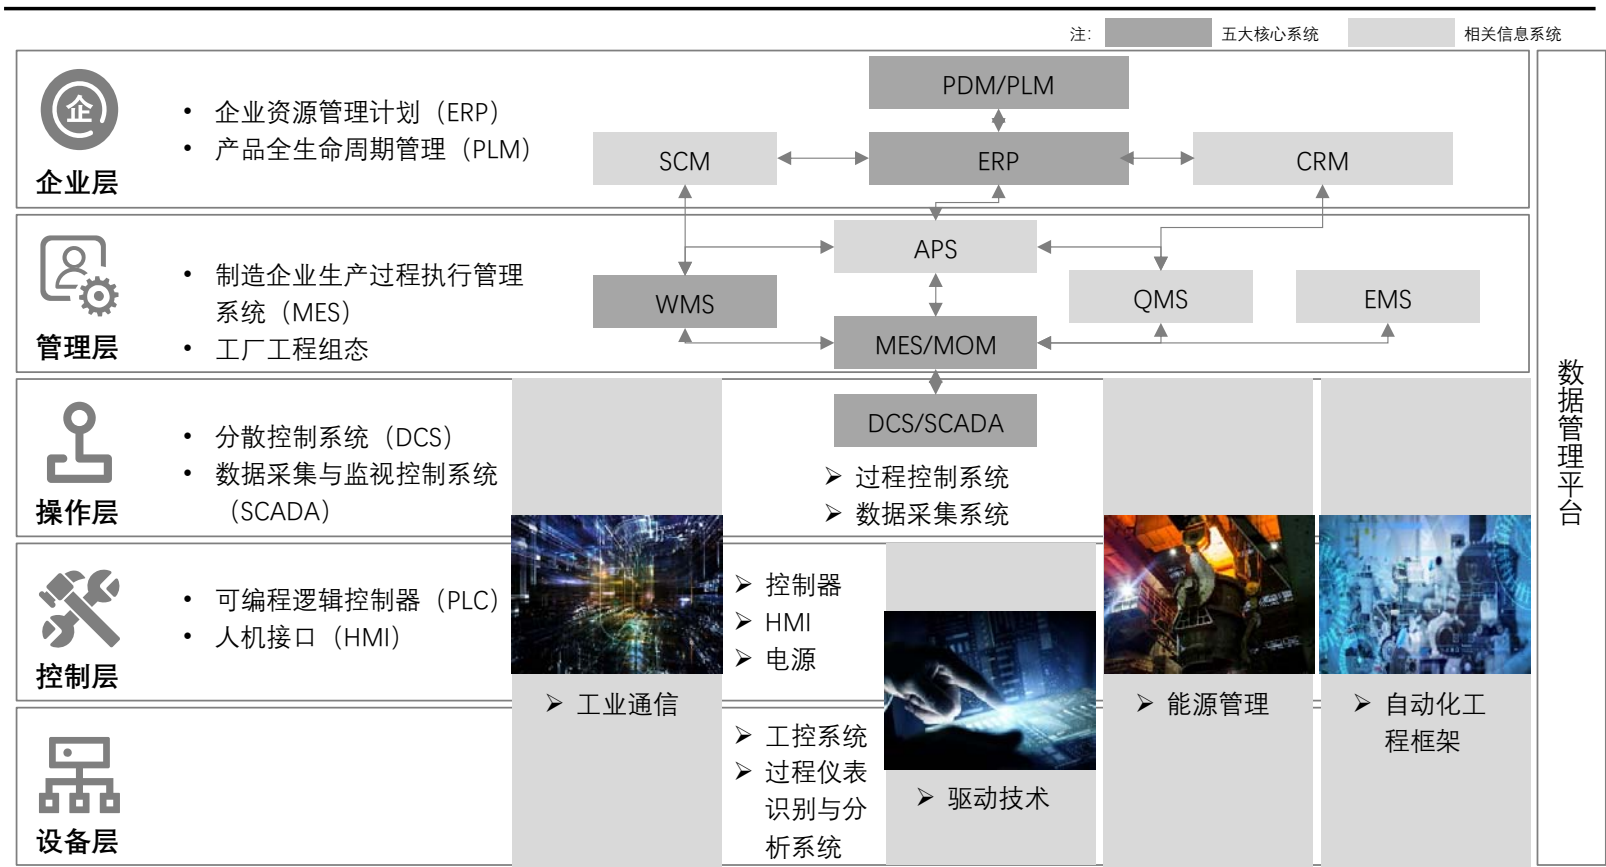 注:
五大核心系统
相关信息系统
企
企业层
• 企业资源管理计划（ERP）
• 产品全生命周期管理（PLM）
PDM/PLM
SCM
ERP
CRM
管理层
• 制造企业生产过程执行管理
系统（MES）
• 工厂工程组态
APS
WMS
QMS
EMS
MES/MOM
操作层
• 分散控制系统（DCS）
• 数据采集与监视控制系统
（SCADA）
DCS/SCADA
➢ 过程控制系统
➢ 数据采集系统
控制层
• 可编程逻辑控制器（PLC）
• 人机接口（HMI）
➢ 控制器
➢ HMI
➢ 电源
➢ 工业通信
➢ 能源管理
➢ 自动化工
程框架
设备层
➢ 工控系统
➢ 过程仪表
识别与分
析系统
➢ 驱动技术
数据管理平台